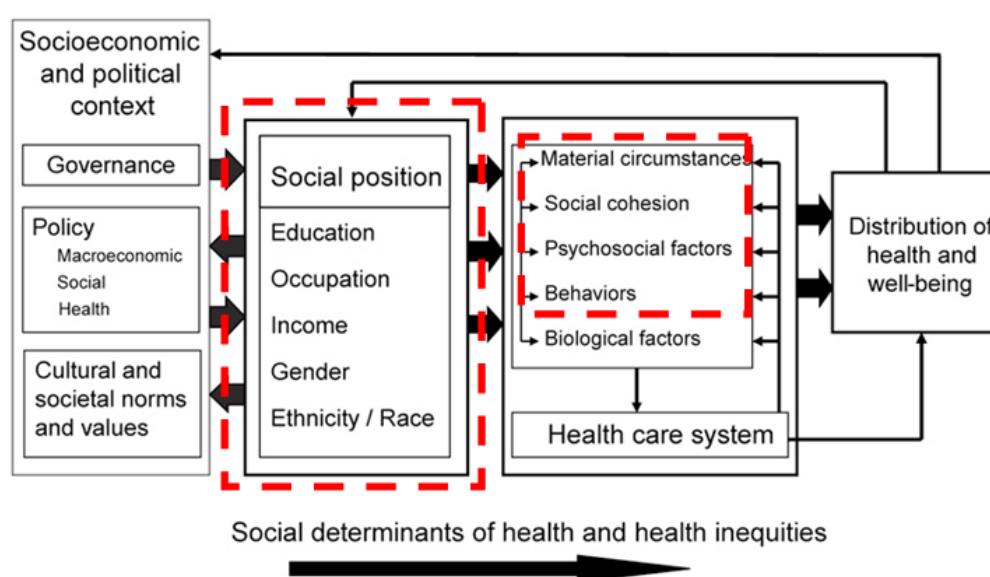 Socioeconomic
and political
context
Governance
Policy
Macroeconomic
Social
Health
Cultural and
societal norms
and values
Social position
Education
Occupation
Income
Gender
Ethnicity / Race
Material circumstances
Social cohesion
Psychosocial factors
Behaviors
Biological factors
Health care system
Distribution of
health and
well-being
Social determinants of health and health inequities